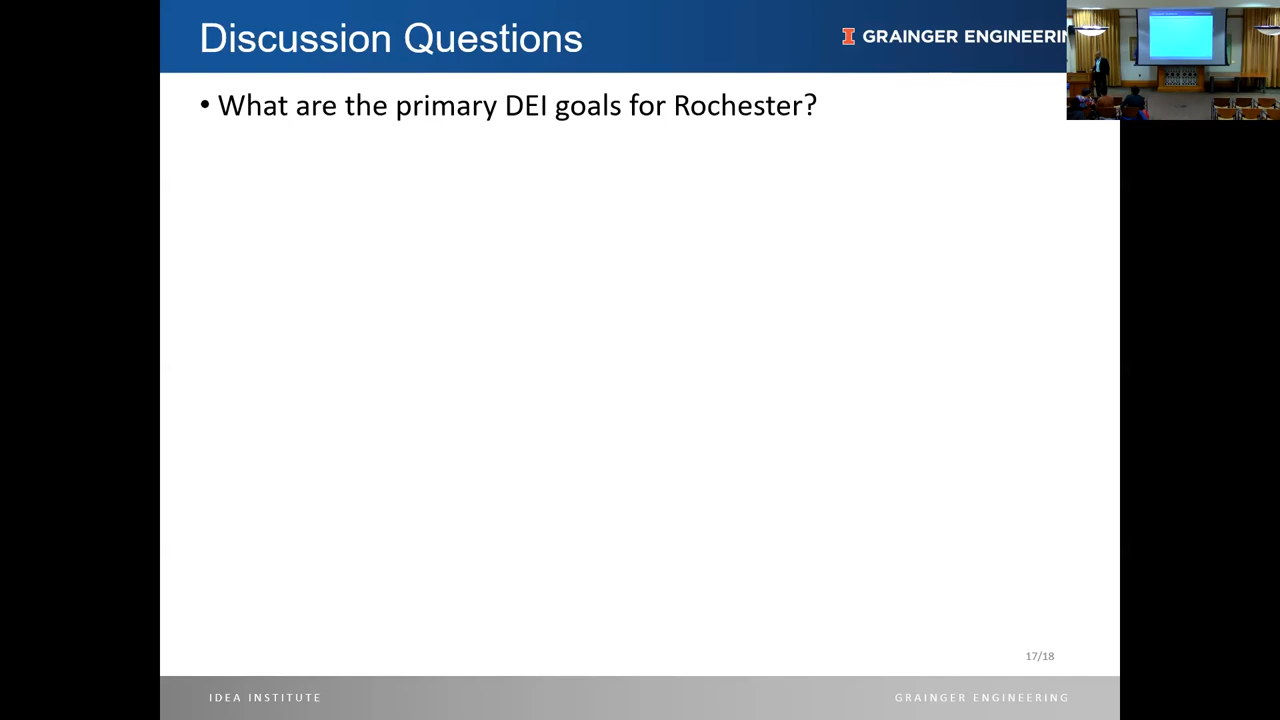 Discussion Questions
I GRAINGER ENGINEERIN
• What are the primary DEI goals for Rochester?
17/18
IDEA INSTITUTE
GRAINGER ENGINEERING